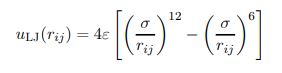 u_LJ(r_ij) = 4ε [ (σ / r_ij)^12 − (σ / r_ij)^6 ]